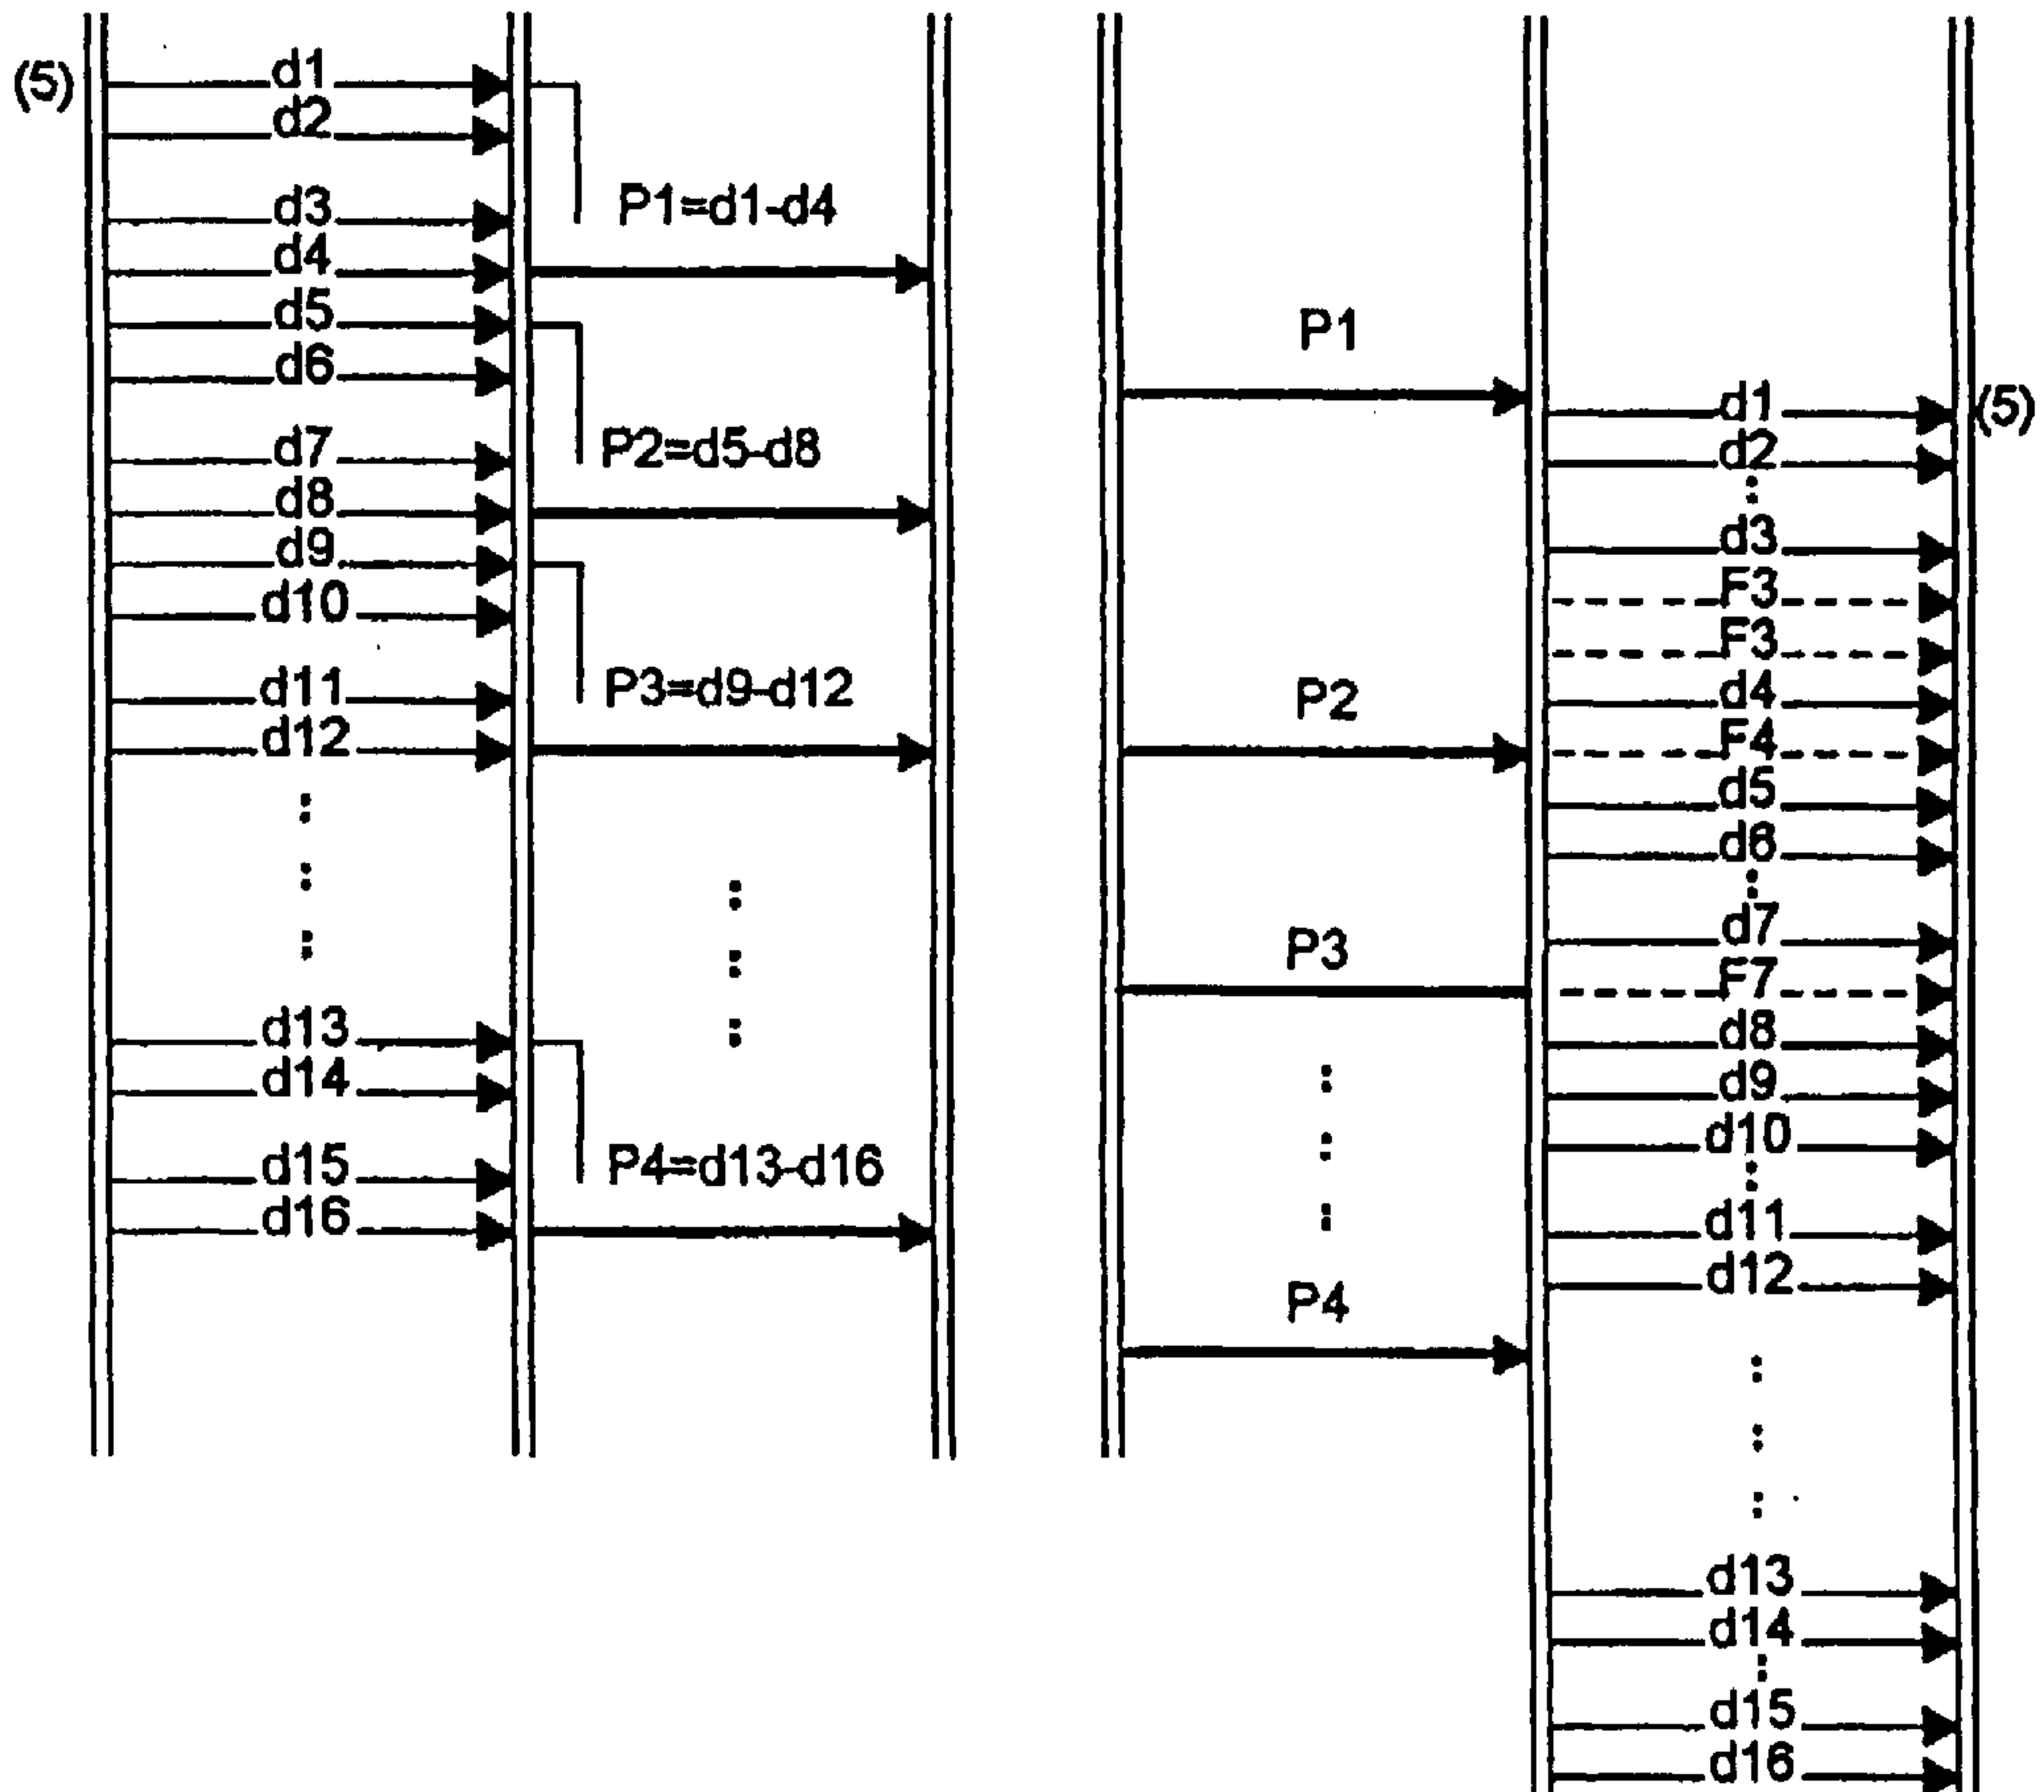 (5)
d1
d2
d3
P1=d1-d4
d4
d5
d6
d7
P2=d5-d8
d8
d9
d10
d11
P3=d9-d12
d12
d13
d14
d15
P4=d13-d16
d16
P1
d1
(5)
d2
d3
F3
F3
P2
d4
F4
d5
d6
P3
d7
F7
d8
d9
d10
d11
d12
P4
d13
d14
d15
d16